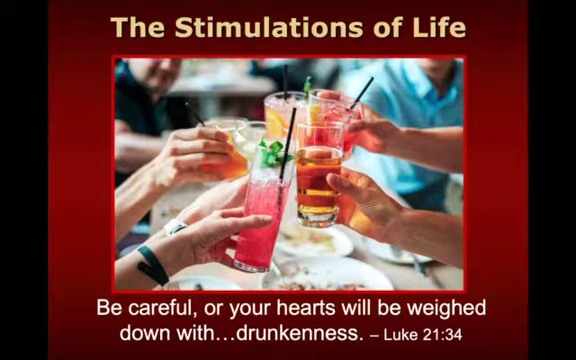 The Stimulations of Life
Be careful, or your hearts will be weighed
down with…drunkenness. – Luke 21:34